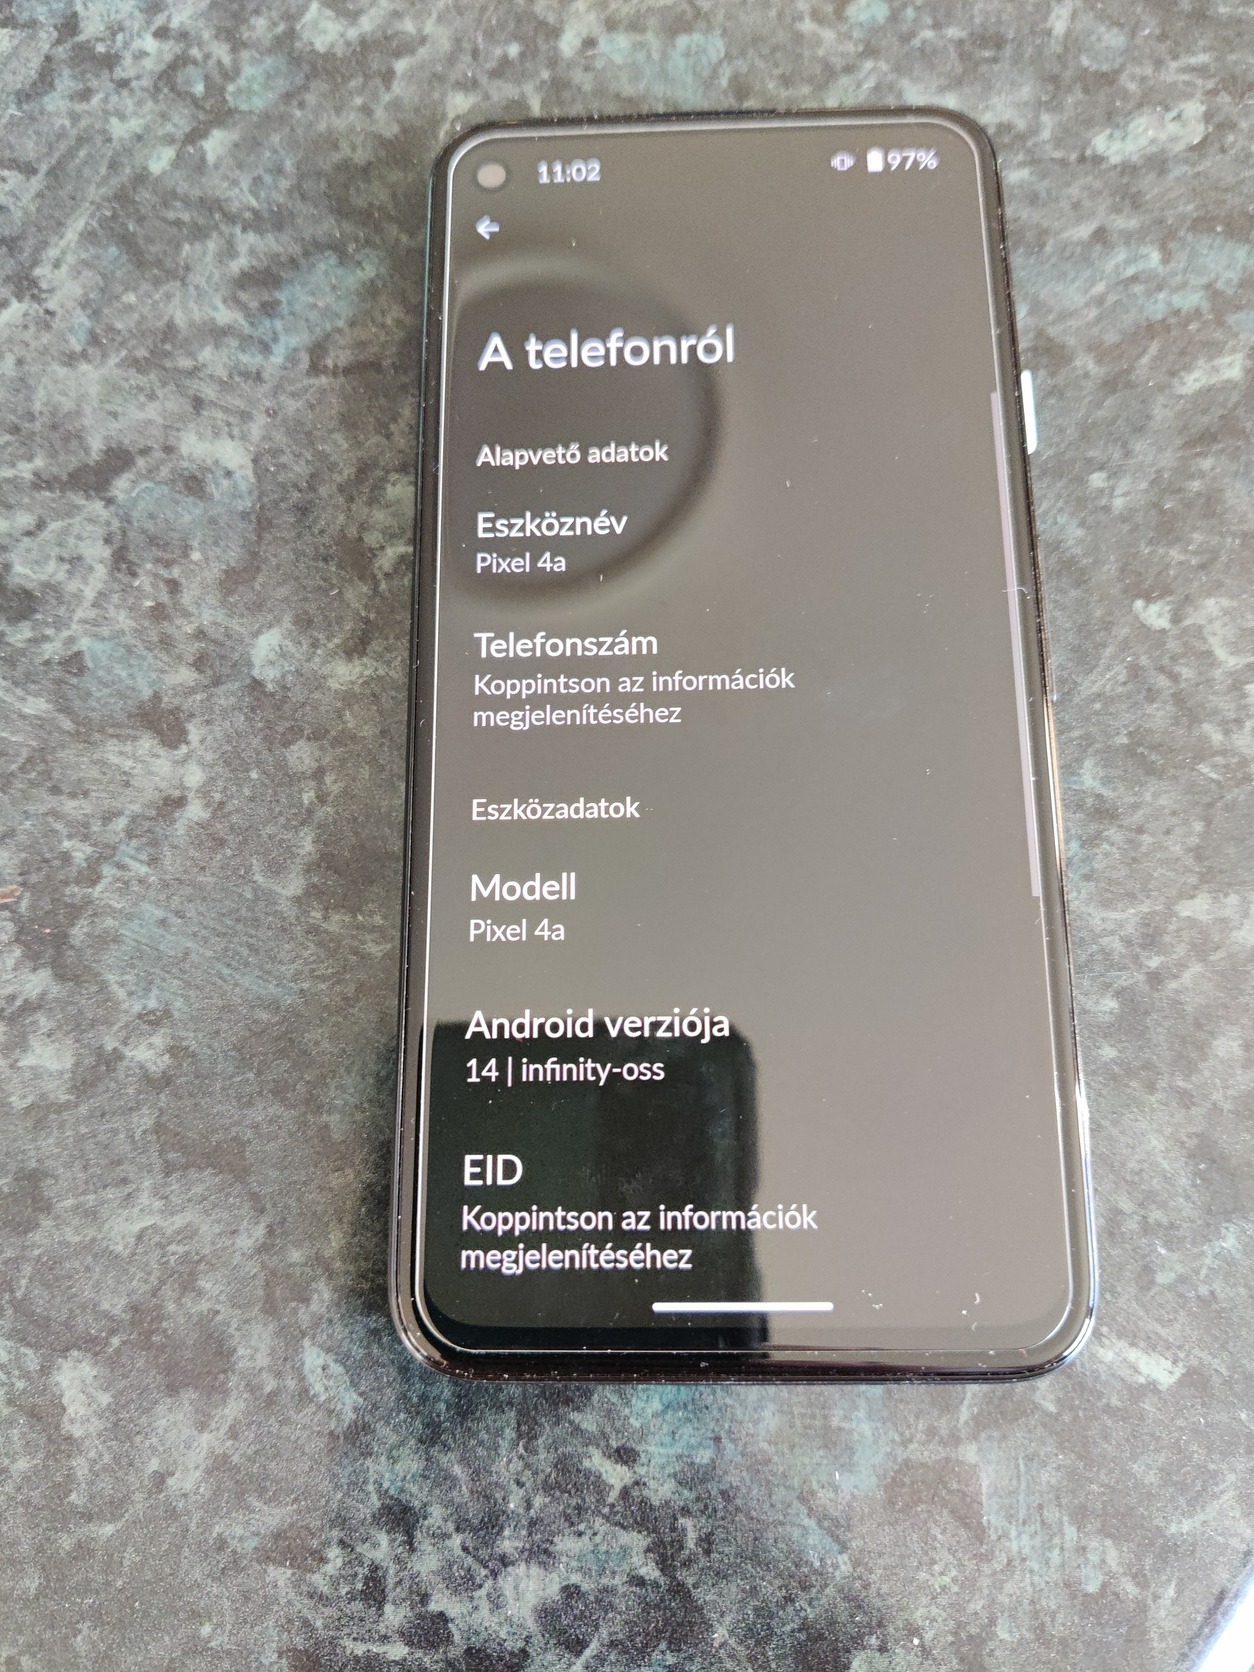 11:02 97%
A telefonról
Alapvető adatok
Eszköznév
Pixel 4a
Telefonszám
Koppintson az információk
megjelenítéséhez
Eszközadatok
Modell
Pixel 4a
Android verziója
14 | infinity-oss
EID
Koppintson az információk
megjelenítéséhez